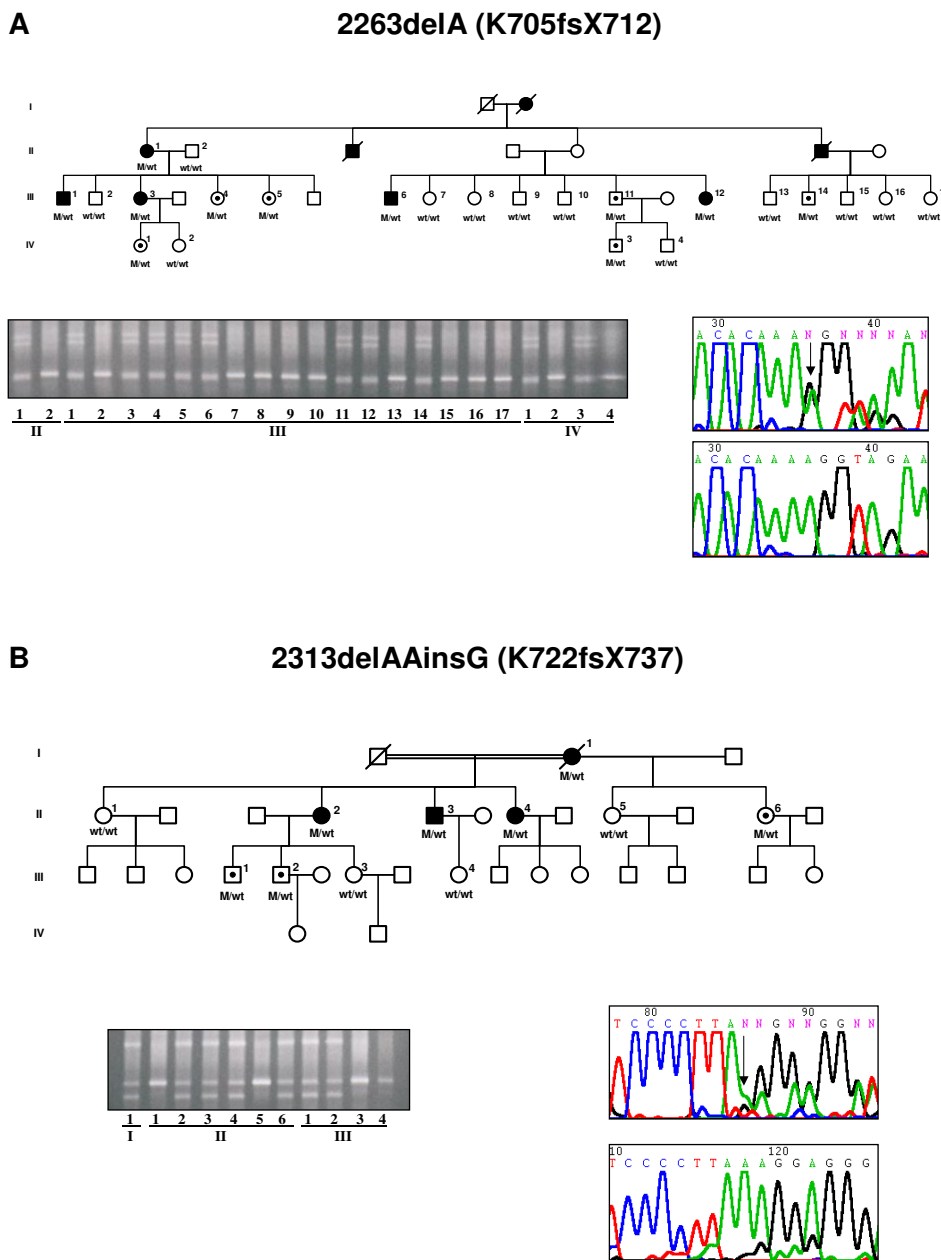 A 2263delA (K705fsX712)
I
II 1 2
M/wt wt/wt
III 1 2 3 4 5 6 7 8 9 10 11 12 13 14 15 16
M/wt wt/wt M/wt M/wt M/wt M/wt wt/wt wt/wt wt/wt wt/wt M/wt M/wt wt/wt M/wt wt/wt wt/wt wt/wt
IV 1 2 3 4
M/wt wt/wt M/wt wt/wt
1 2 1 2 3 4 5 6 7 8 9 10 11 12 13 14 15 16 17 1 2 3 4
II III IV
30 40
A C A C A A A N G N N N N A N
30 40
A C A C A A A A G G T A G A A
B 2313delAAinsG (K722fsX737)
I 1
M/wt
II 1 2 3 4 5 6
wt/wt M/wt M/wt M/wt wt/wt M/wt
III 1 2 3 4
M/wt M/wt wt/wt wt/wt
IV
1 1 2 3 4 5 6 1 2 3 4
I II III
80 90
T C C C C T T A N N G N N G G N N
10 120
T C C C C T T A A A G G A G G G